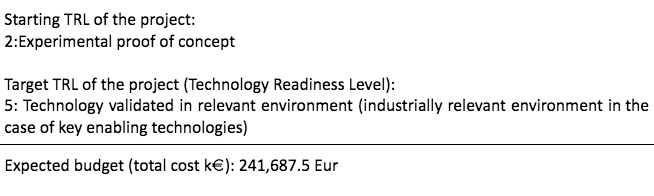 Starting TRL of the project:
2:Experimental proof of concept
Target TRL of the project (Technology Readiness Level):
5: Technology validated in relevant environment (industrially relevant environment in the
case of key enabling technologies)
Expected budget (total cost k€): 241,687.5 Eur